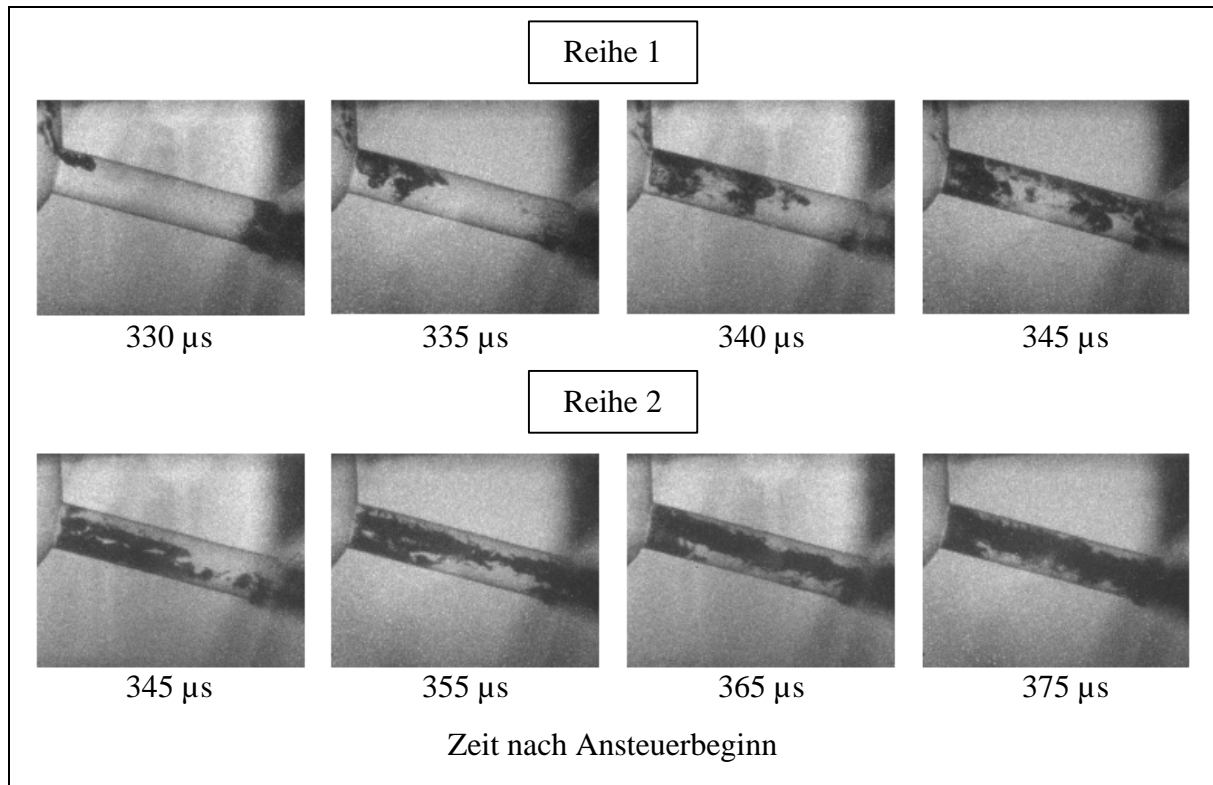 Reihe 1
330 µs 335 µs 340 µs 345 µs
Reihe 2
345 µs 355 µs 365 µs 375 µs
Zeit nach Ansteuerbeginn